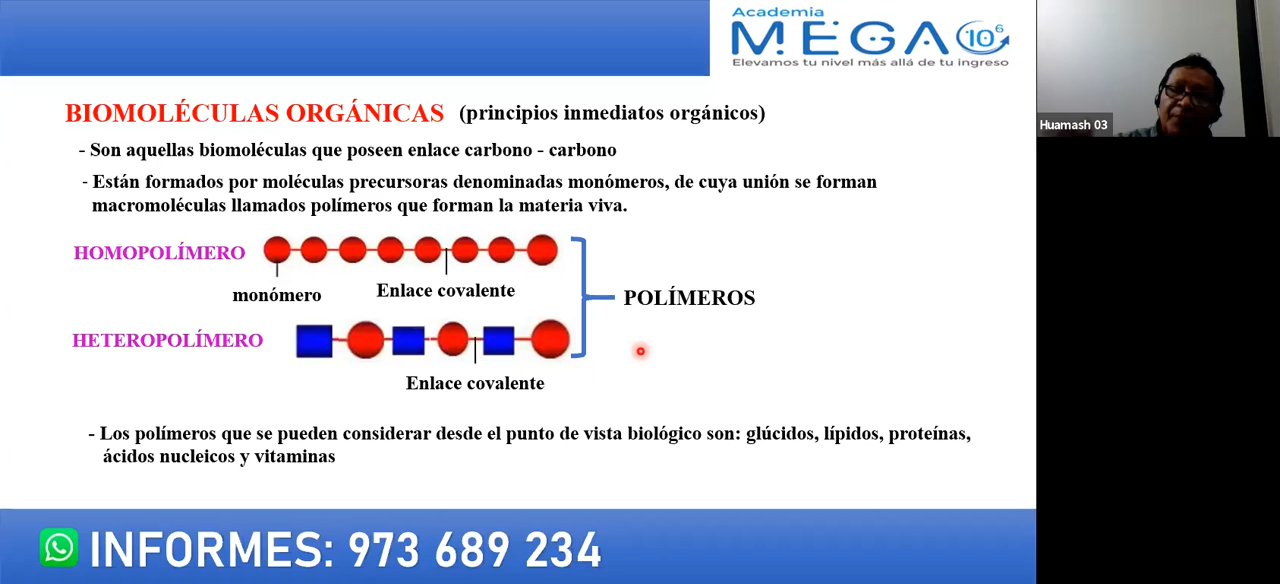 Academia
MEGA 10⁶
Elevamos tu nivel más allá de tu ingreso
Huamash 03
BIOMOLÉCULAS ORGÁNICAS (principios inmediatos orgánicos)
- Son aquellas biomoléculas que poseen enlace carbono - carbono
- Están formados por moléculas precursoras denominadas monómeros, de cuya unión se forman
macromoléculas llamados polímeros que forman la materia viva.
HOMOPOLÍMERO
monómero
Enlace covalente
POLÍMEROS
HETEROPOLÍMERO
Enlace covalente
- Los polímeros que se pueden considerar desde el punto de vista biológico son: glúcidos, lípidos, proteínas,
ácidos nucleicos y vitaminas
INFORMES: 973 689 234